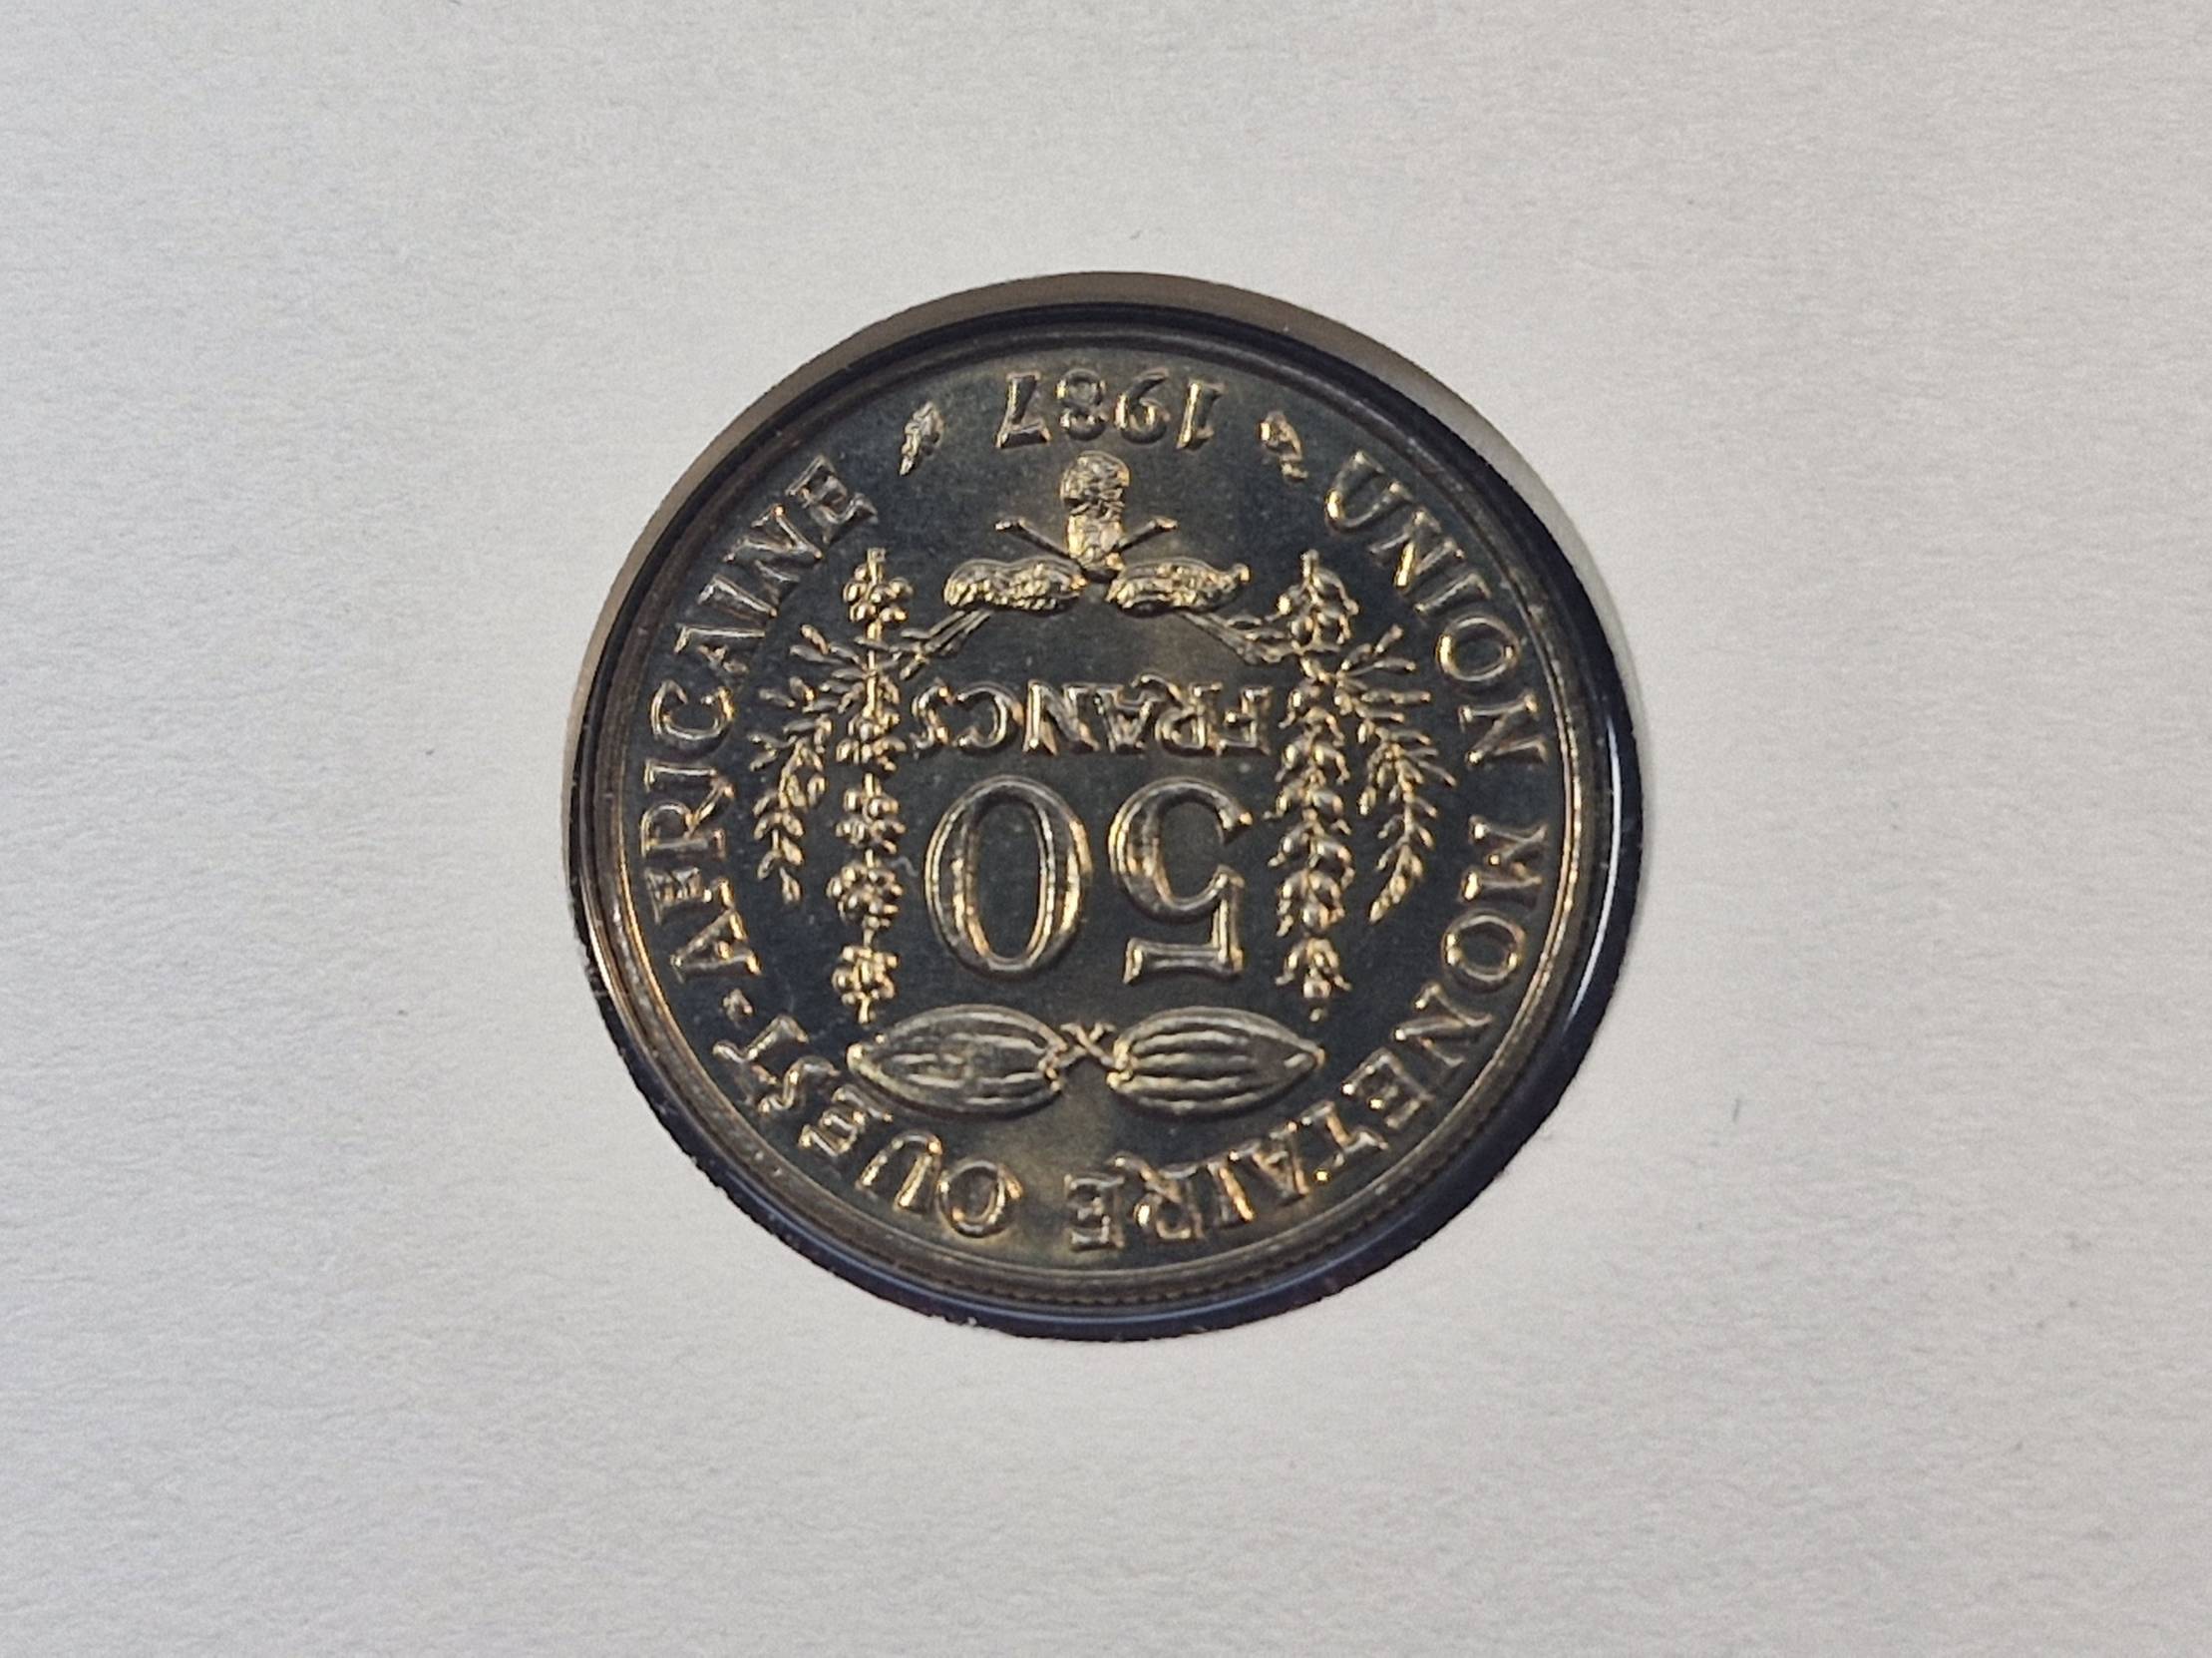 UNION MONETAIRE OUEST-AFRICAINE
50
FRANCS
1987